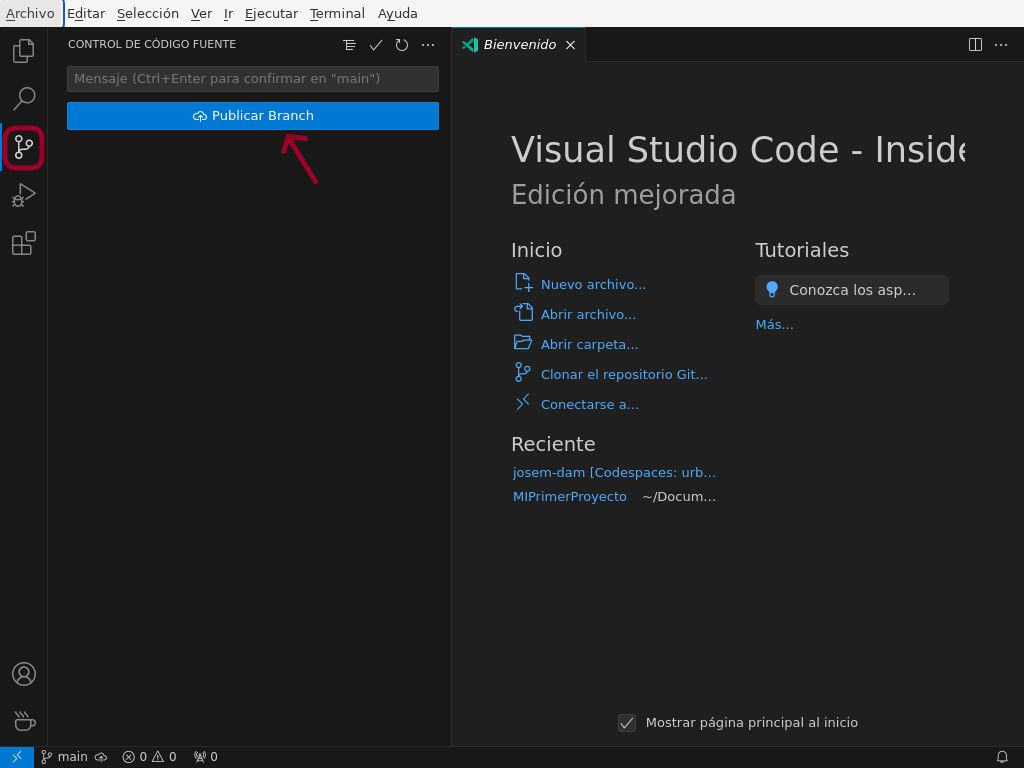 Archivo Editar Selección Ver Ir Ejecutar Terminal Ayuda
CONTROL DE CÓDIGO FUENTE
Mensaje (Ctrl+Enter para confirmar en "main")
Publicar Branch
Bienvenido
Visual Studio Code - Inside
Edición mejorada
Inicio
Nuevo archivo...
Abrir archivo...
Abrir carpeta...
Clonar el repositorio Git...
Conectarse a...
Tutoriales
Conozca los asp...
Más...
Reciente
josem-dam [Codespaces: urb...
MIPrimerProyecto ~/Docum...
Mostrar página principal al inicio
main 0 0 0